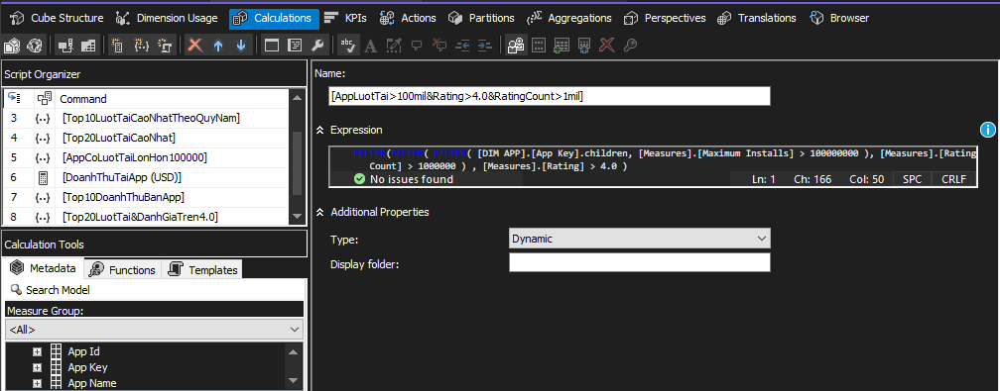 Cube Structure Dimension Usage Calculations KPIs Actions Partitions Aggregations Perspectives Translations Browser
Script Organizer
Command
3 [Top10LuotTaiCaoNhatTheoQuyNam]
4 [Top20LuotTaiCaoNhat]
5 [AppCoLuotTaiLonHon100000]
6 [DoanhThuTaiApp (USD)]
7 [Top10DoanhThuBanApp]
8 [Top20LuotTai&DanhGiaTren4.0]
Calculation Tools
Metadata Functions Templates
Search Model
Measure Group:
<All>
App Id
App Key
App Name
Name:
[AppLuotTai>100mil&Rating>4.0&RatingCount>1mil]
Expression
FILTER(FILTER( FILTER( [DIM APP].[App Key].children, [Measures].[Maximum Installs] > 100000000 ), [Measures].[Rating
Count] > 1000000 ) , [Measures].[Rating] > 4.0 )
No issues found Ln: 1 Ch: 166 Col: 50 SPC CRLF
Additional Properties
Type: Dynamic
Display folder: